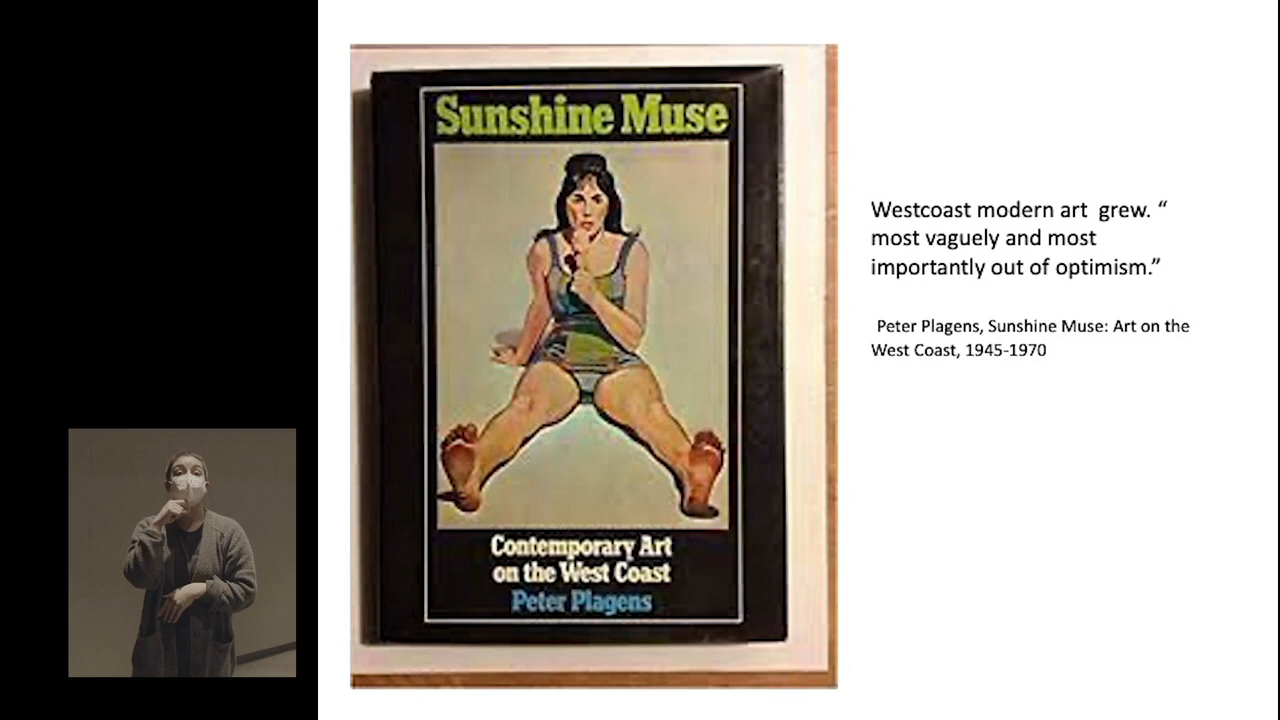 Sunshine Muse
Contemporary Art
on the West Coast
Peter Plagens
Westcoast modern art  grew. “
most vaguely and most
importantly out of optimism.”
Peter Plagens, Sunshine Muse: Art on the
West Coast, 1945-1970